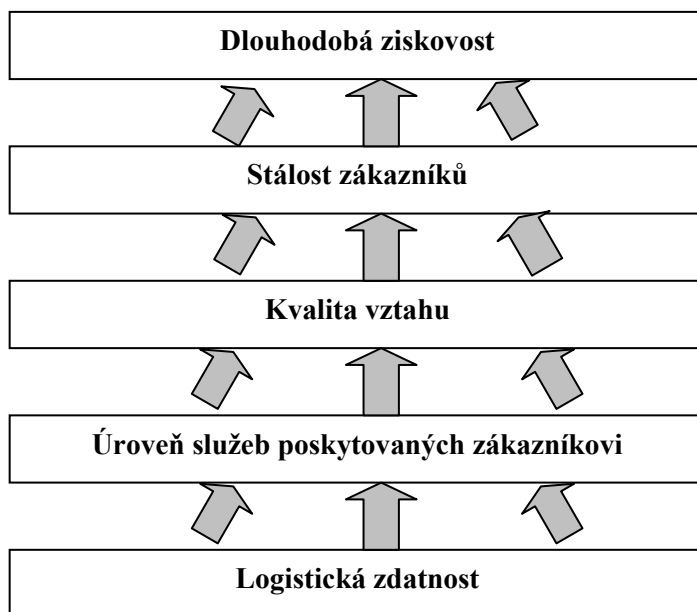 Dlouhodobá ziskovost
Stálost zákazníků
Kvalita vztahu
Úroveň služeb poskytovaných zákazníkovi
Logistická zdatnost